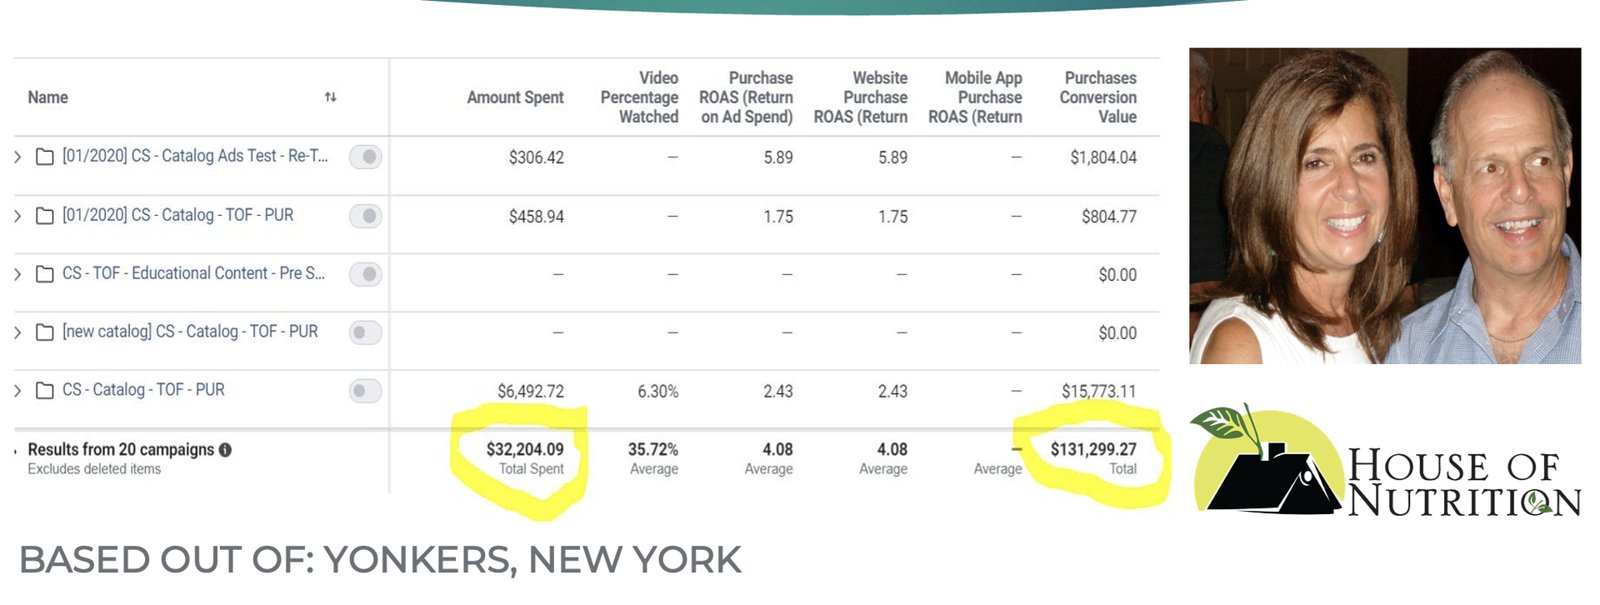 Name
Amount Spent
Video Percentage Watched
Purchase ROAS (Return on Ad Spend)
Website Purchase ROAS (Return
Mobile App Purchase ROAS (Return
Purchases Conversion Value
[01/2020] CS - Catalog Ads Test - Re-T... $306.42 — 5.89 5.89 — $1,804.04
[01/2020] CS - Catalog - TOF - PUR $458.94 — 1.75 1.75 — $804.77
CS - TOF - Educational Content - Pre S... — — — — — $0.00
[new catalog] CS - Catalog - TOF - PUR — — — — — $0.00
CS - Catalog - TOF - PUR $6,492.72 6.30% 2.43 2.43 — $15,773.11
Results from 20 campaigns $32,204.09 35.72% 4.08 4.08 — $131,299.27
Excludes deleted items Total Spent Average Average Average Average Total
HOUSE OF
NUTRITION
BASED OUT OF: YONKERS, NEW YORK